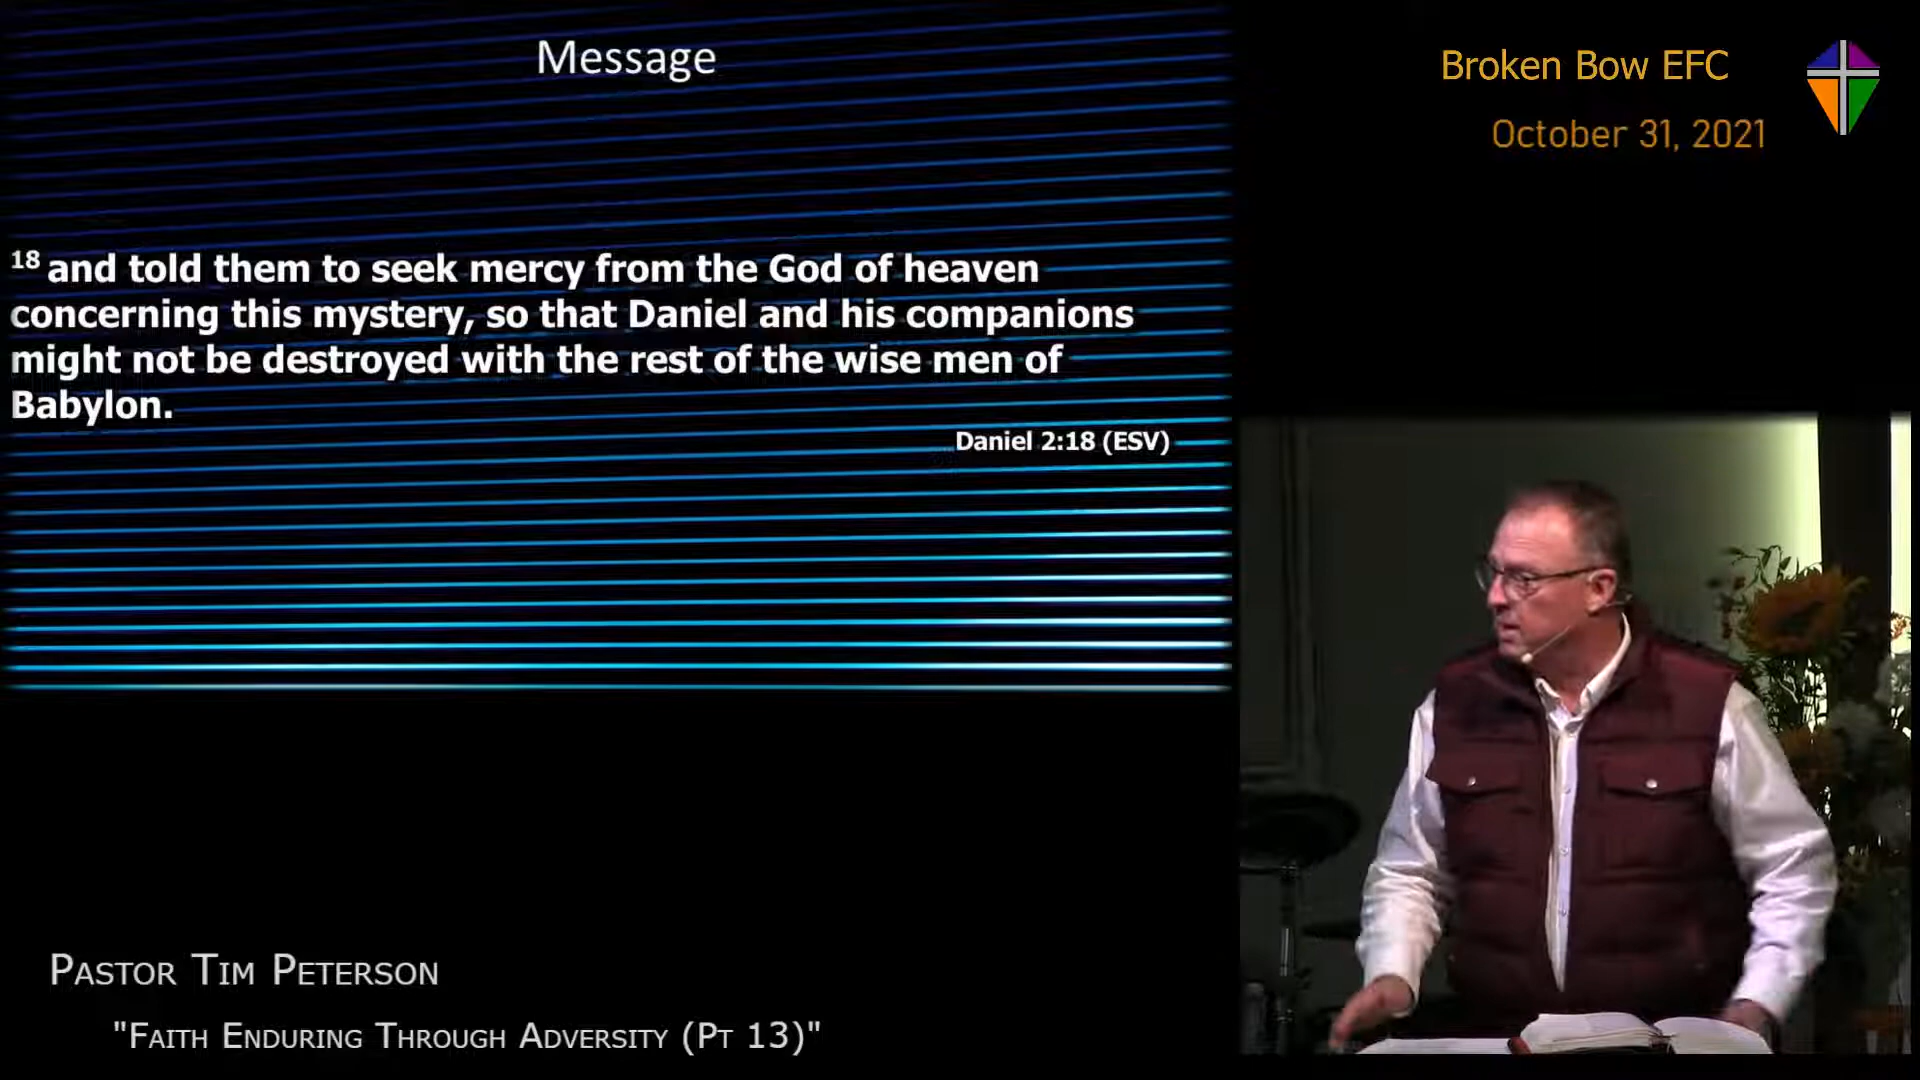 Message
Broken Bow EFC
October 31, 2021
18 and told them to seek mercy from the God of heaven
concerning this mystery, so that Daniel and his companions
might not be destroyed with the rest of the wise men of
Babylon.
Daniel 2:18 (ESV)
Pastor Tim Peterson
"Faith Enduring Through Adversity (Pt 13)"